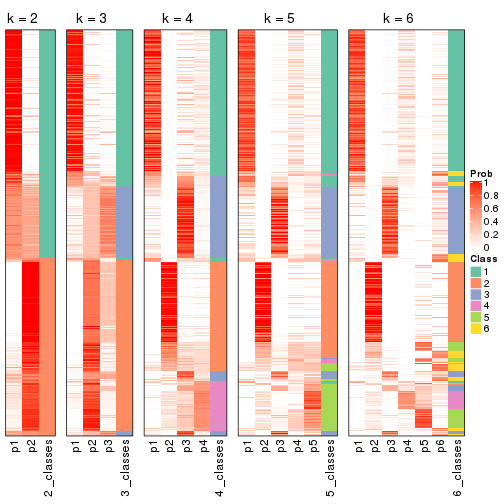 k = 2
k = 3
k = 4
k = 5
k = 6
Prob
1
0.8
0.6
0.4
0.2
0
Class
1
2
3
4
5
6
p1
p2
2_classes
p1
p2
p3
3_classes
p1
p2
p3
p4
4_classes
p1
p2
p3
p4
p5
5_classes
p1
p2
p3
p4
p5
p6
6_classes